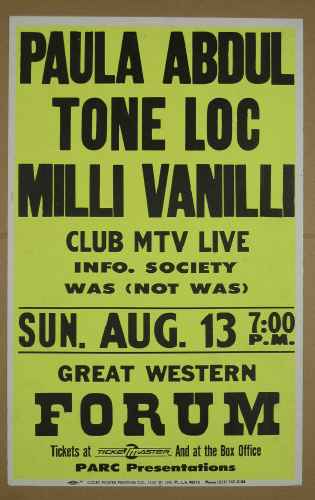 PAULA ABDUL
TONE LOC
MILLI VANILLI
CLUB MTV LIVE
INFO. SOCIETY
WAS (NOT WAS)
SUN. AUG. 13 7:00 P.M.
GREAT WESTERN
FORUM
Tickets at TICKETMASTER And at the Box Office
PARC Presentations